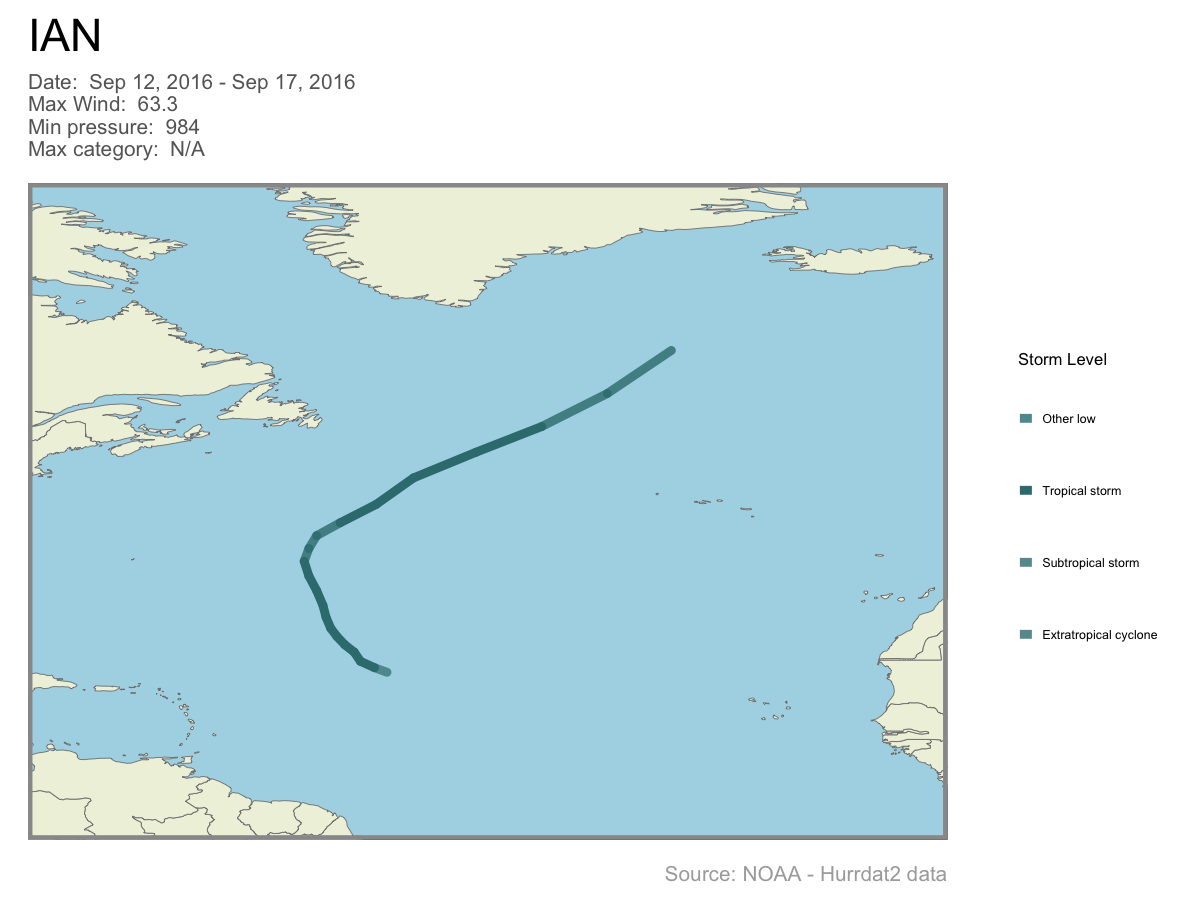 IAN
Date:  Sep 12, 2016 - Sep 17, 2016
Max Wind:  63.3
Min pressure:  984
Max category:  N/A
Storm Level
Other low
Tropical storm
Subtropical storm
Extratropical cyclone
Source: NOAA - Hurrdat2 data